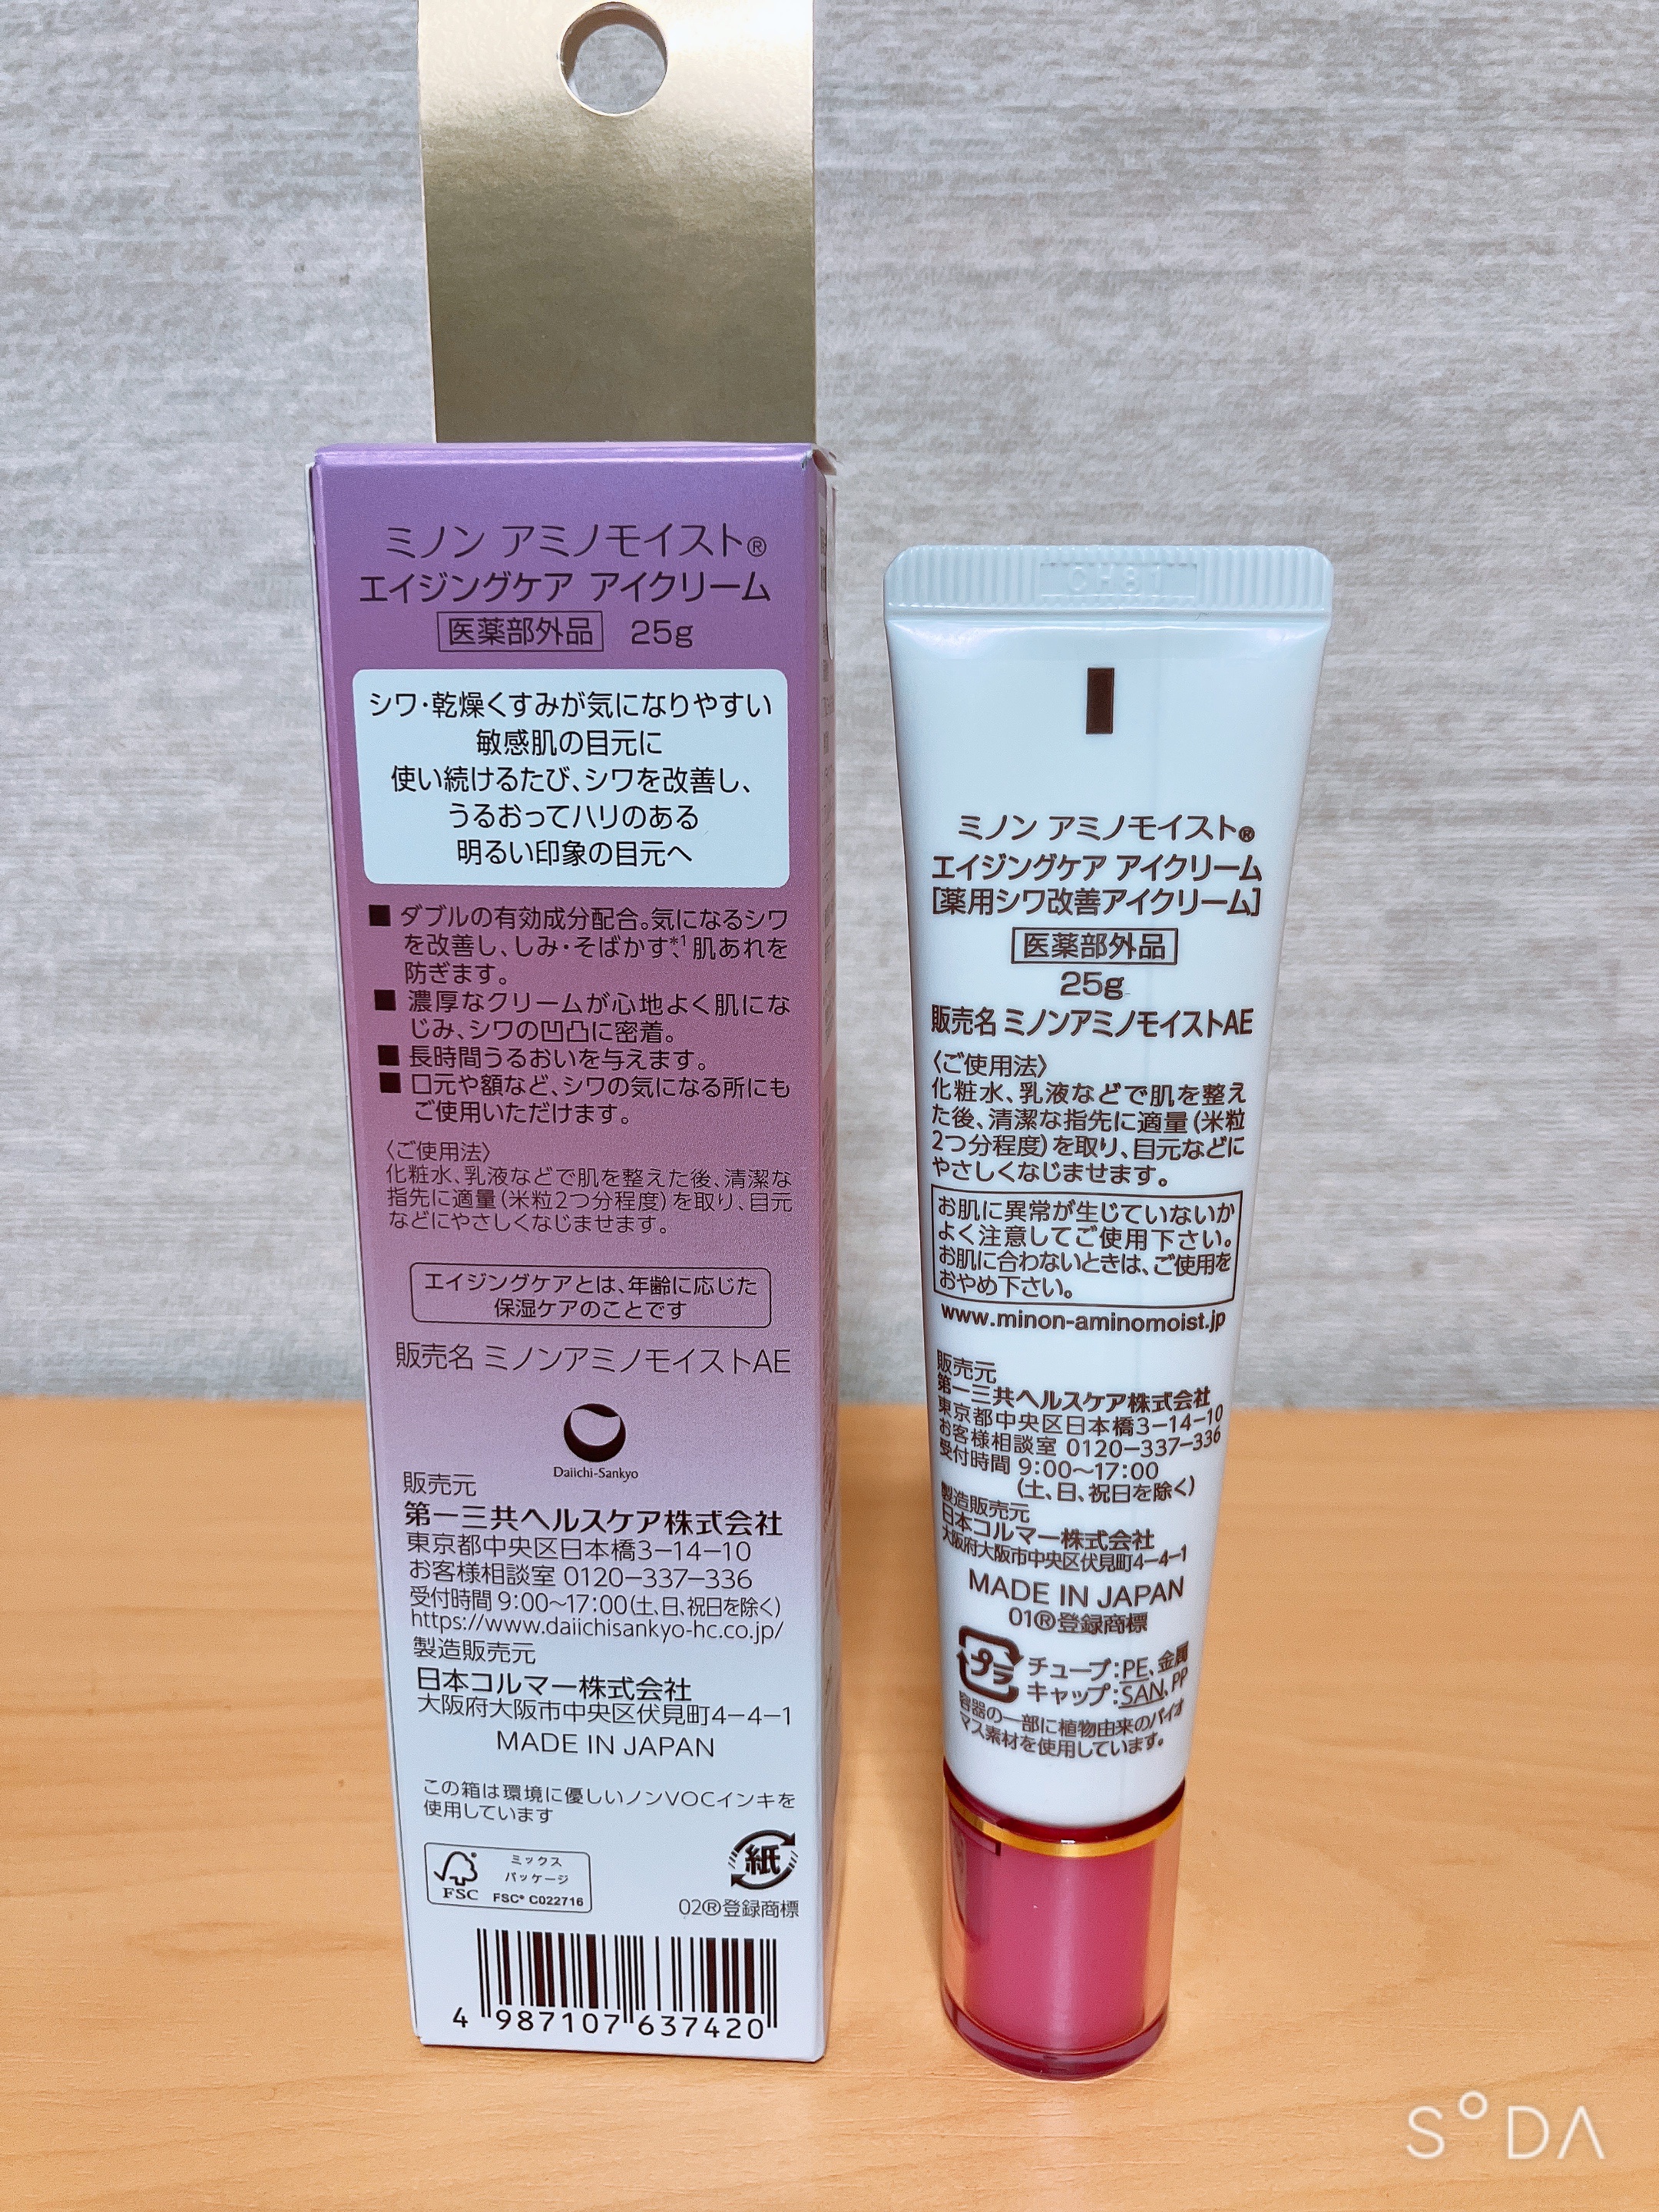 ミノン アミノモイスト®
エイジングケア アイクリーム
医薬部外品 25g
シワ・乾燥くすみが気になりやすい
敏感肌の目元に
使い続けるたび、シワを改善し、
うるおってハリのある
明るい印象の目元へ
■ ダブルの有効成分配合。気になるシワ
を改善し、しみ・そばかす*1、肌あれを
防ぎます。
■ 濃厚なクリームが心地よく肌にな
じみ、シワの凹凸に密着。
■ 長時間うるおいを与えます。
■ 口元や額など、シワの気になる所にも
ご使用いただけます。
〈ご使用法〉
化粧水、乳液などで肌を整えた後、清潔な
指先に適量(米粒2つ分程度)を取り、目元
などにやさしくなじませます。
エイジングケアとは、年齢に応じた
保湿ケアのことです
販売名 ミノンアミノモイストAE
Daiichi-Sankyo
販売元
第一三共ヘルスケア株式会社
東京都中央区日本橋3-14-10
お客様相談室 0120-337-336
受付時間 9:00~17:00(土、日、祝日を除く)
https://www.daiichisankyo-hc.co.jp/
製造販売元
日本コルマー株式会社
大阪府大阪市中央区伏見町4-4-1
MADE IN JAPAN
この箱は環境に優しいノンVOCインキを
使用しています
ミックス
パッケージ
FSC FSC® C022716
紙
02®登録商標
4 987107 637420
CH81
ミノン アミノモイスト®
エイジングケア アイクリーム
[薬用シワ改善アイクリーム]
医薬部外品
25g
販売名 ミノンアミノモイストAE
〈ご使用法〉
化粧水、乳液などで肌を整え
た後、清潔な指先に適量(米粒
2つ分程度)を取り、目元などに
やさしくなじませます。
お肌に異常が生じていないか
よく注意してご使用下さい。
お肌に合わないときは、ご使用を
おやめ下さい。
www.minon-aminomoist.jp
販売元
第一三共ヘルスケア株式会社
東京都中央区日本橋3-14-10
お客様相談室 0120-337-336
受付時間 9:00~17:00
(土、日、祝日を除く)
製造販売元
日本コルマー株式会社
大阪府大阪市中央区伏見町4-4-1
MADE IN JAPAN
01®登録商標
プラ チューブ:PE、金属
キャップ:SAN、PP
容器の一部に植物由来のバイオ
マス素材を使用しています。
SODA